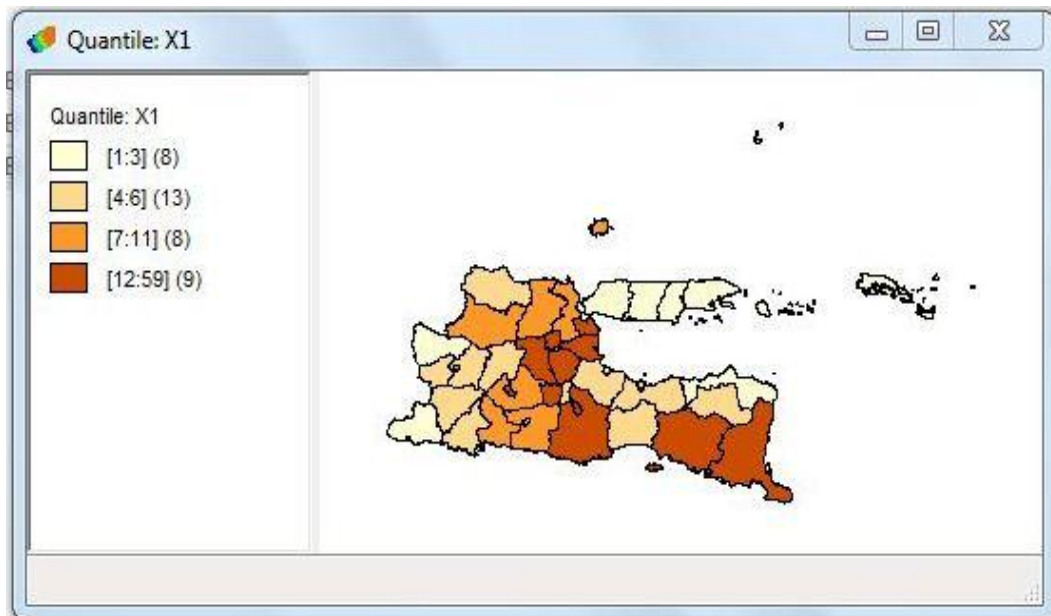 Quantile: X1
Quantile: X1
[1:3] (8)
[4:6] (13)
[7:11] (8)
[12:59] (9)